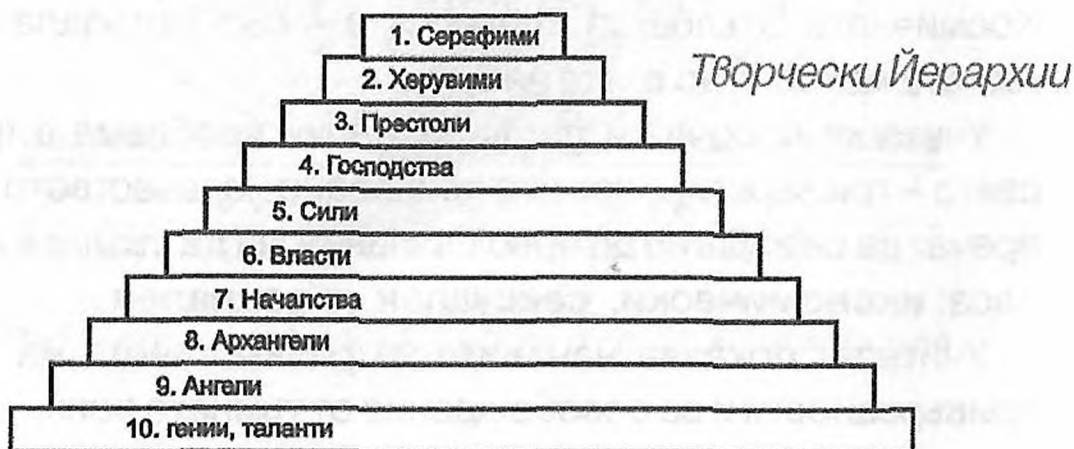 1. Серафими
2. Херувими
Творчески Йерархии
3. Престоли
4. Господства
5. Сили
6. Власти
7. Началства
8. Архангели
9. Ангели
10. гении, таланти